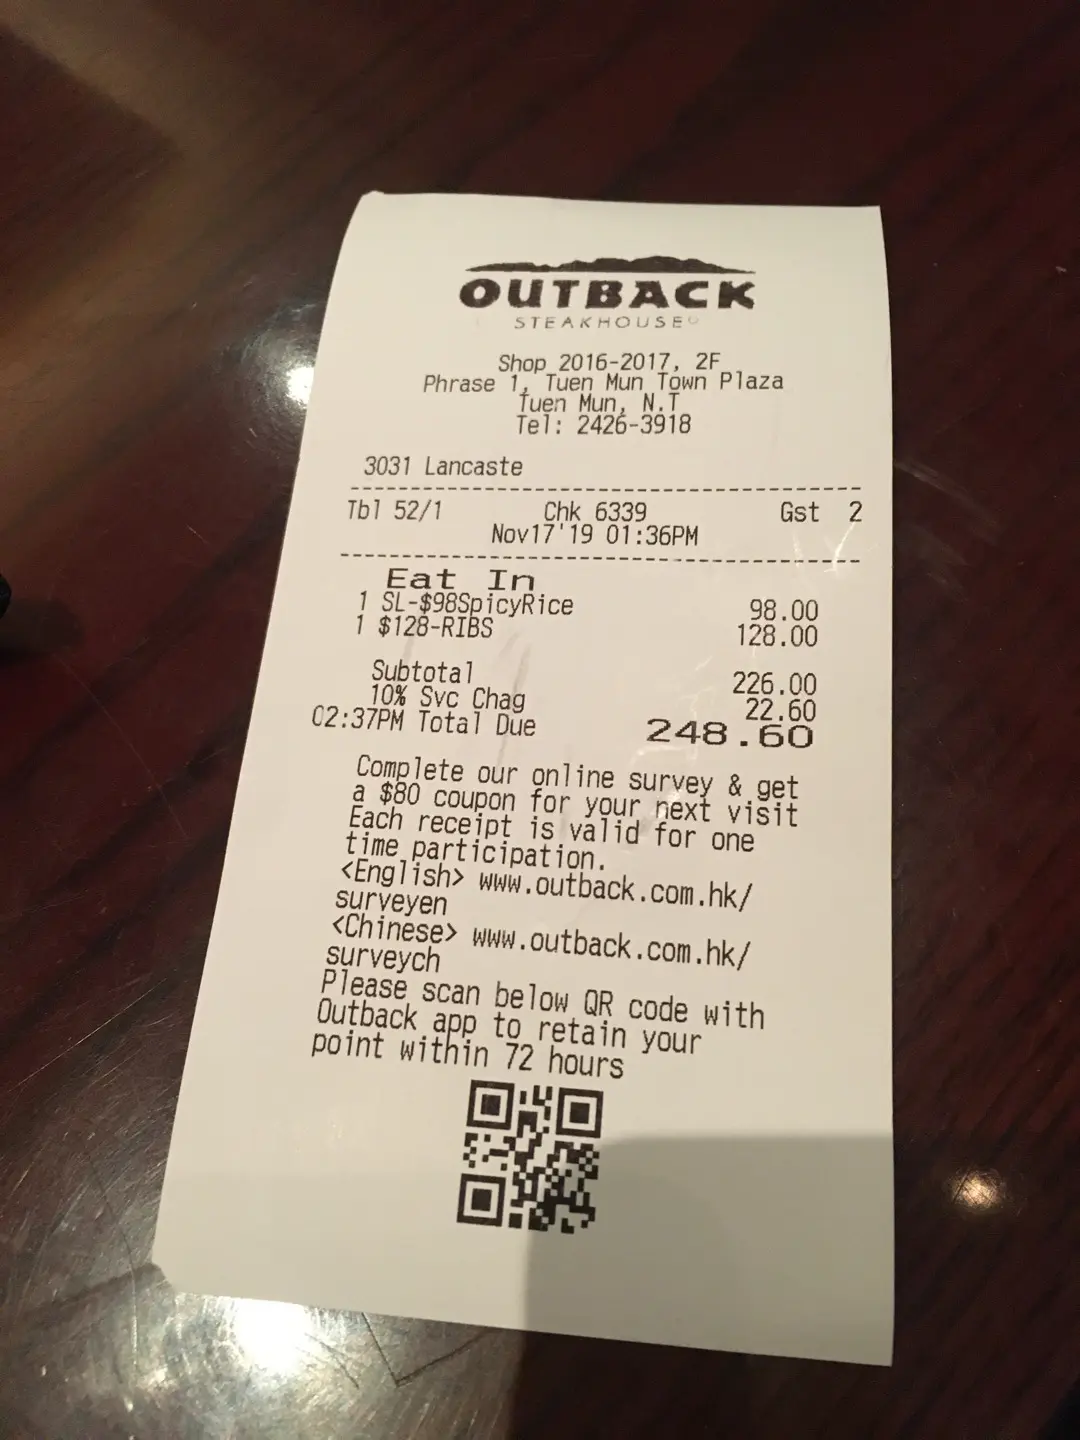 OUTBACK
STEAKHOUSE
Shop 2016-2017, 2F
Phrase 1, Tuen Mun Town Plaza
Tuen Mun, N.T
Tel: 2426-3918
3031 Lancaste
Tbl 52/1 Chk 6339 Gst 2
Nov17'19 01:36PM
Eat In
1 SL-$98SpicyRice 98.00
1 $128-RIBS 128.00
Subtotal 226.00
10% Svc Chag 22.60
02:37PM Total Due 248.60
Complete our online survey & get
a $80 coupon for your next visit
Each receipt is valid for one
time participation.
<English> www.outback.com.hk/
surveyen
<Chinese> www.outback.com.hk/
surveych
Please scan below QR code with
Outback app to retain your
point within 72 hours